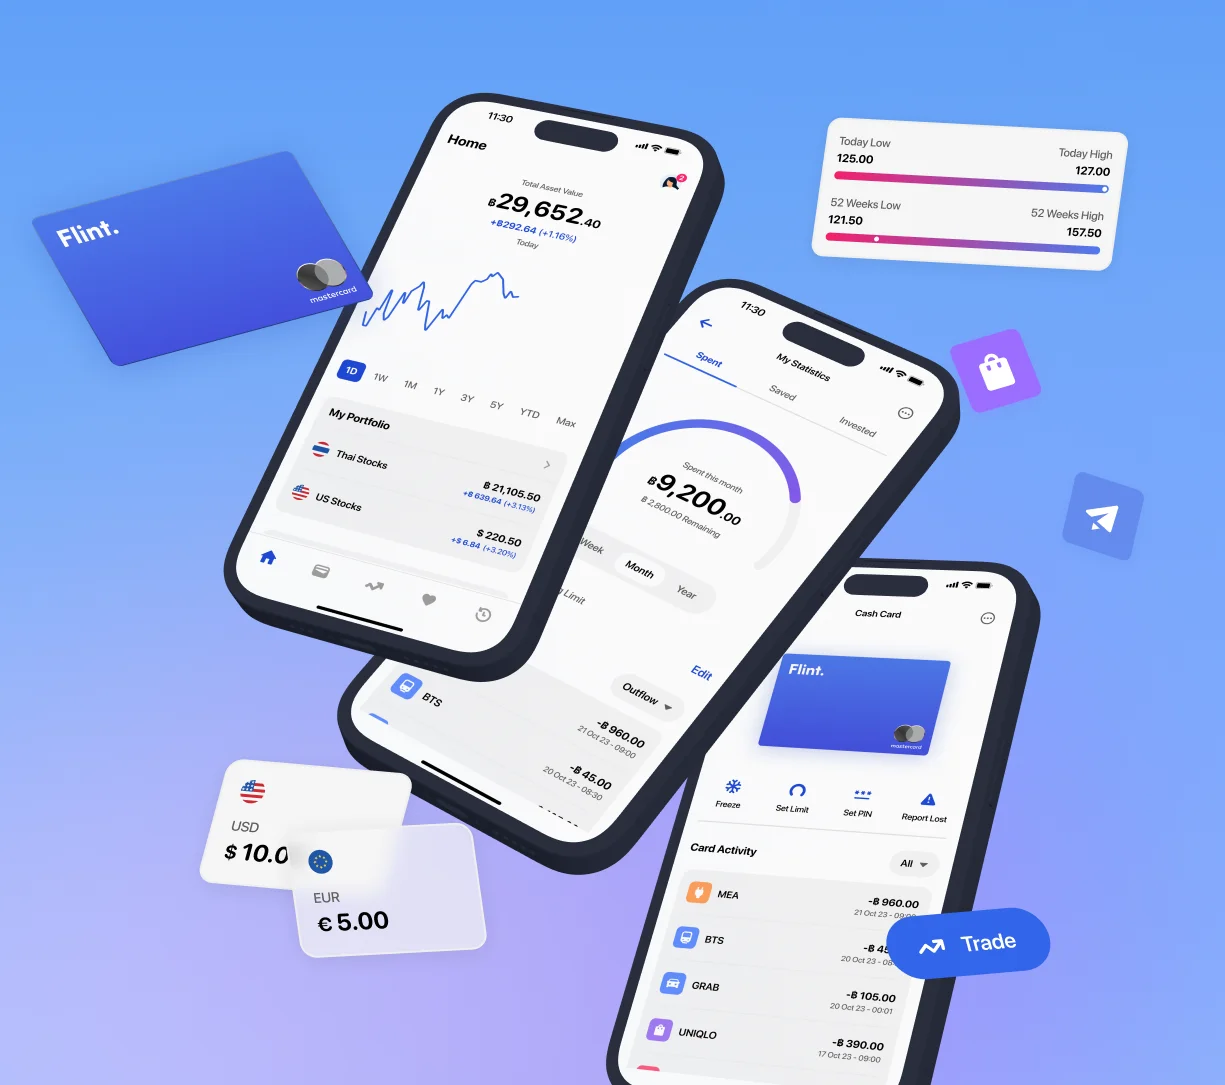 Flint.
mastercard
11:30
Home
2
Total Asset Value
฿29,652.40
+฿292.64 (+1.16%)
Today
1D 1W 1M 1Y 3Y 5Y YTD Max
My Portfolio
Thai Stocks
฿ 21,105.50
+฿ 639.64 (+3.13%)
US Stocks
$ 220.50
+$ 6.84 (+3.20%)
Today Low Today High
125.00 127.00
52 Weeks Low 52 Weeks High
121.50 157.50
11:30
My Statistics
Spent Saved Invested
Spent this month
฿9,200.00
฿ 2,800.00 Remaining
Week Month Year
Limit
Edit
Outflow
BTS
-฿ 960.00
21 Oct 23 - 09:00
-฿ 45.00
20 Oct 23 - 08:30
Cash Card
Flint.
mastercard
Freeze Set Limit Set PIN Report Lost
Card Activity All
MEA
-฿ 960.00
21 Oct 23 - 09:00
BTS
-฿ 45
20 Oct 23 - 08
GRAB
-฿ 105.00
20 Oct 23 - 00:01
UNIQLO
-฿ 390.00
17 Oct 23 - 09:00
Trade
USD
$ 10.0
EUR
€ 5.00